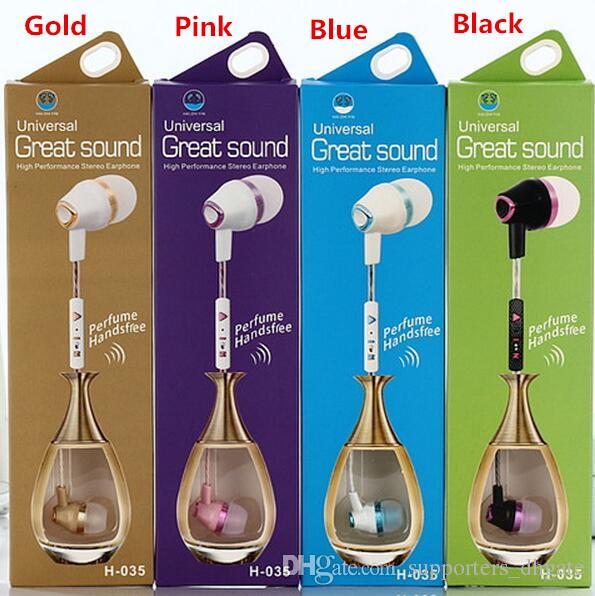 Gold
Pink
Blue
Black
Universal
Great sound
High Performance Stereo Earphone
Perfume
Handsfree
H-035
Universal
Great sound
High Performance Stereo Earphone
Perfume
Handsfree
H-035
Universal
Great sound
High Performance Stereo Earphone
Perfume
Handsfree
H-035
Universal
Great sound
High Performance Stereo Earphone
Perfume
Handsfree
H-035
DHgate.com supporters_dhgate